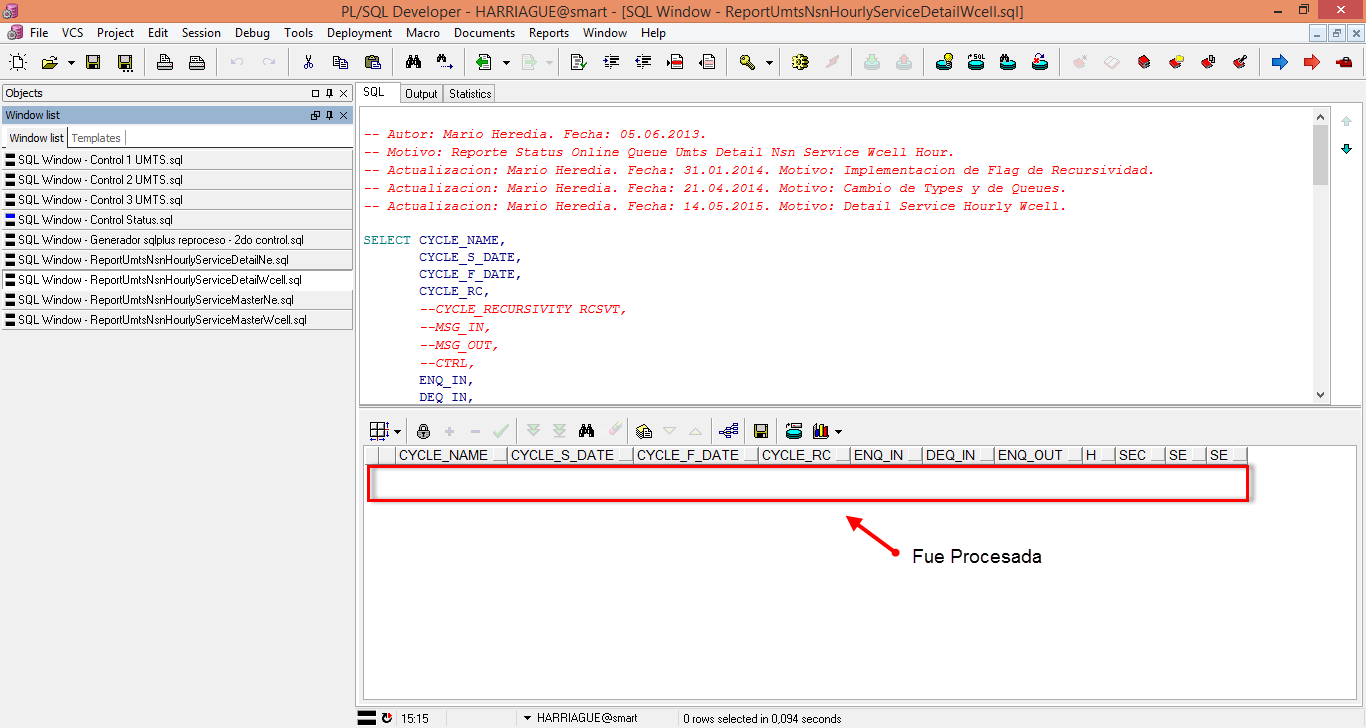 PL/SQL Developer - HARRIAGUE@smart - [SQL Window - ReportUmtsNsnHourlyServiceDetailWcell.sql]
File VCS Project Edit Session Debug Tools Deployment Macro Documents Reports Window Help
Objects
Window list
Window list Templates
SQL Window - Control 1 UMTS.sql
SQL Window - Control 2 UMTS.sql
SQL Window - Control 3 UMTS.sql
SQL Window - Control Status.sql
SQL Window - Generador sqlplus reproceso - 2do control.sql
SQL Window - ReportUmtsNsnHourlyServiceDetailNe.sql
SQL Window - ReportUmtsNsnHourlyServiceDetailWcell.sql
SQL Window - ReportUmtsNsnHourlyServiceMasterNe.sql
SQL Window - ReportUmtsNsnHourlyServiceMasterWcell.sql
SQL Output Statistics
-- Autor: Mario Heredia. Fecha: 05.06.2013.
-- Motivo: Reporte Status Online Queue Umts Detail Nsn Service Wcell Hour.
-- Actualizacion: Mario Heredia. Fecha: 31.01.2014. Motivo: Implementacion de Flag de Recursividad.
-- Actualizacion: Mario Heredia. Fecha: 21.04.2014. Motivo: Cambio de Types y de Queues.
-- Actualizacion: Mario Heredia. Fecha: 14.05.2015. Motivo: Detail Service Hourly Wcell.
SELECT CYCLE_NAME,
CYCLE_S_DATE,
CYCLE_F_DATE,
CYCLE_RC,
--CYCLE_RECURSIVITY RCSVT,
--MSG_IN,
--MSG_OUT,
--CTRL,
ENQ_IN,
DEQ_IN,
CYCLE_NAME CYCLE_S_DATE CYCLE_F_DATE CYCLE_RC ENQ_IN DEQ_IN ENQ_OUT H SEC SE SE
Fue Procesada
15:15 HARRIAGUE@smart 0 rows selected in 0,094 seconds